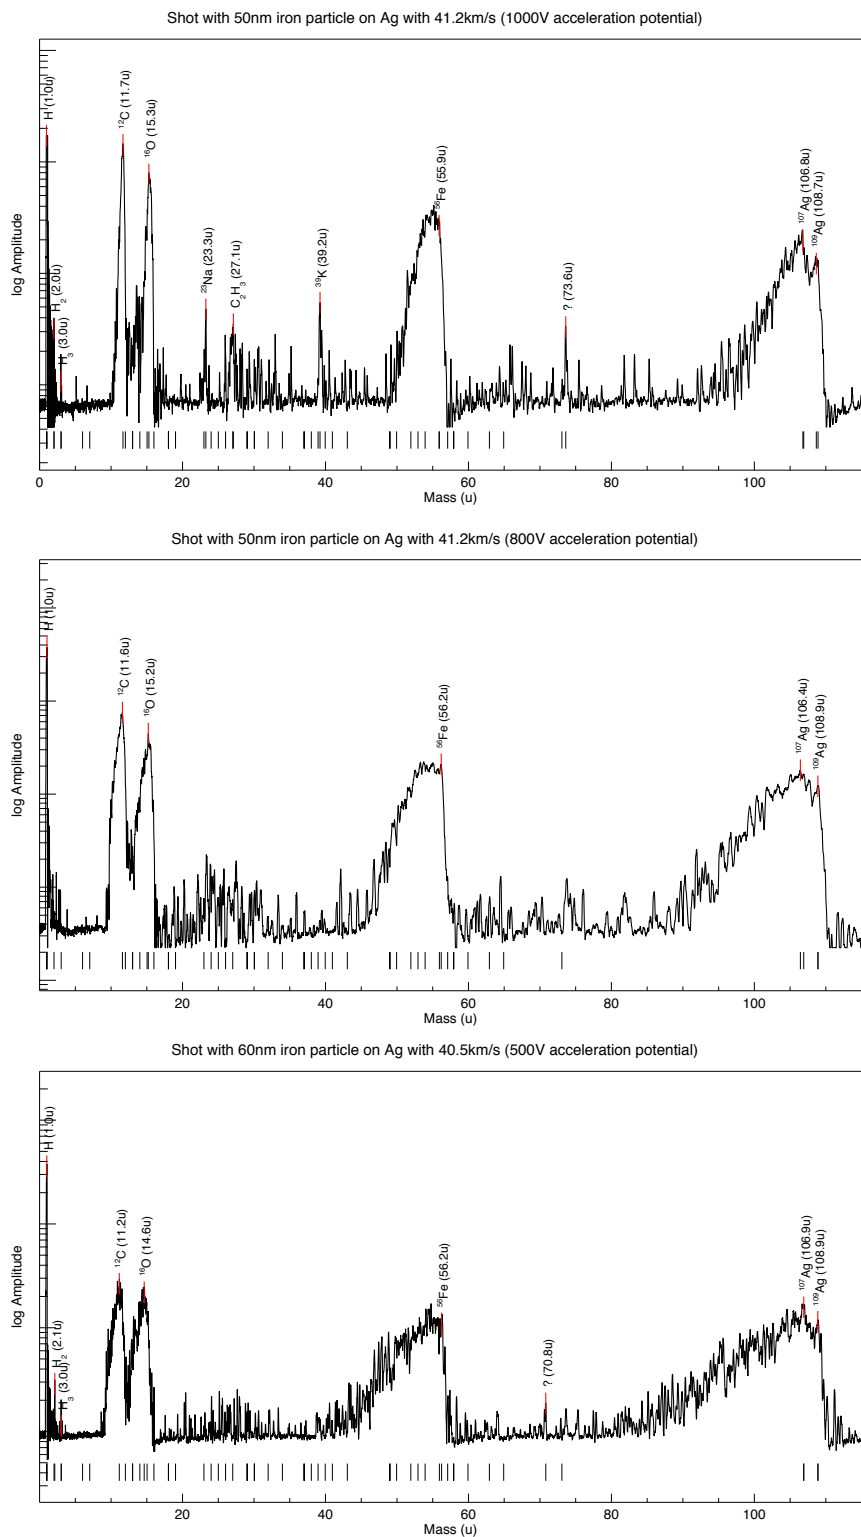 Shot with 50nm iron particle on Ag with 41.2km/s (1000V acceleration potential)
log Amplitude
H (1.0u)
H₂ (2.0u)
H₃ (3.0u)
¹²C (11.7u)
¹⁶O (15.3u)
²³Na (23.3u)
C₂H₃ (27.1u)
³⁹K (39.2u)
⁵⁶Fe (55.9u)
? (73.6u)
¹⁰⁷Ag (106.8u)
¹⁰⁹Ag (108.7u)
0 20 40 60 80 100
Mass (u)
Shot with 50nm iron particle on Ag with 41.2km/s (800V acceleration potential)
log Amplitude
H (1.0u)
¹²C (11.6u)
¹⁶O (15.2u)
⁵⁶Fe (56.2u)
¹⁰⁷Ag (106.4u)
¹⁰⁹Ag (108.9u)
20 40 60 80 100
Mass (u)
Shot with 60nm iron particle on Ag with 40.5km/s (500V acceleration potential)
log Amplitude
H (1.0u)
H₂ (2.1u)
H₃ (3.0u)
¹²C (11.2u)
¹⁶O (14.6u)
⁵⁶Fe (56.2u)
? (70.8u)
¹⁰⁷Ag (106.9u)
¹⁰⁹Ag (108.9u)
20 40 60 80 100
Mass (u)